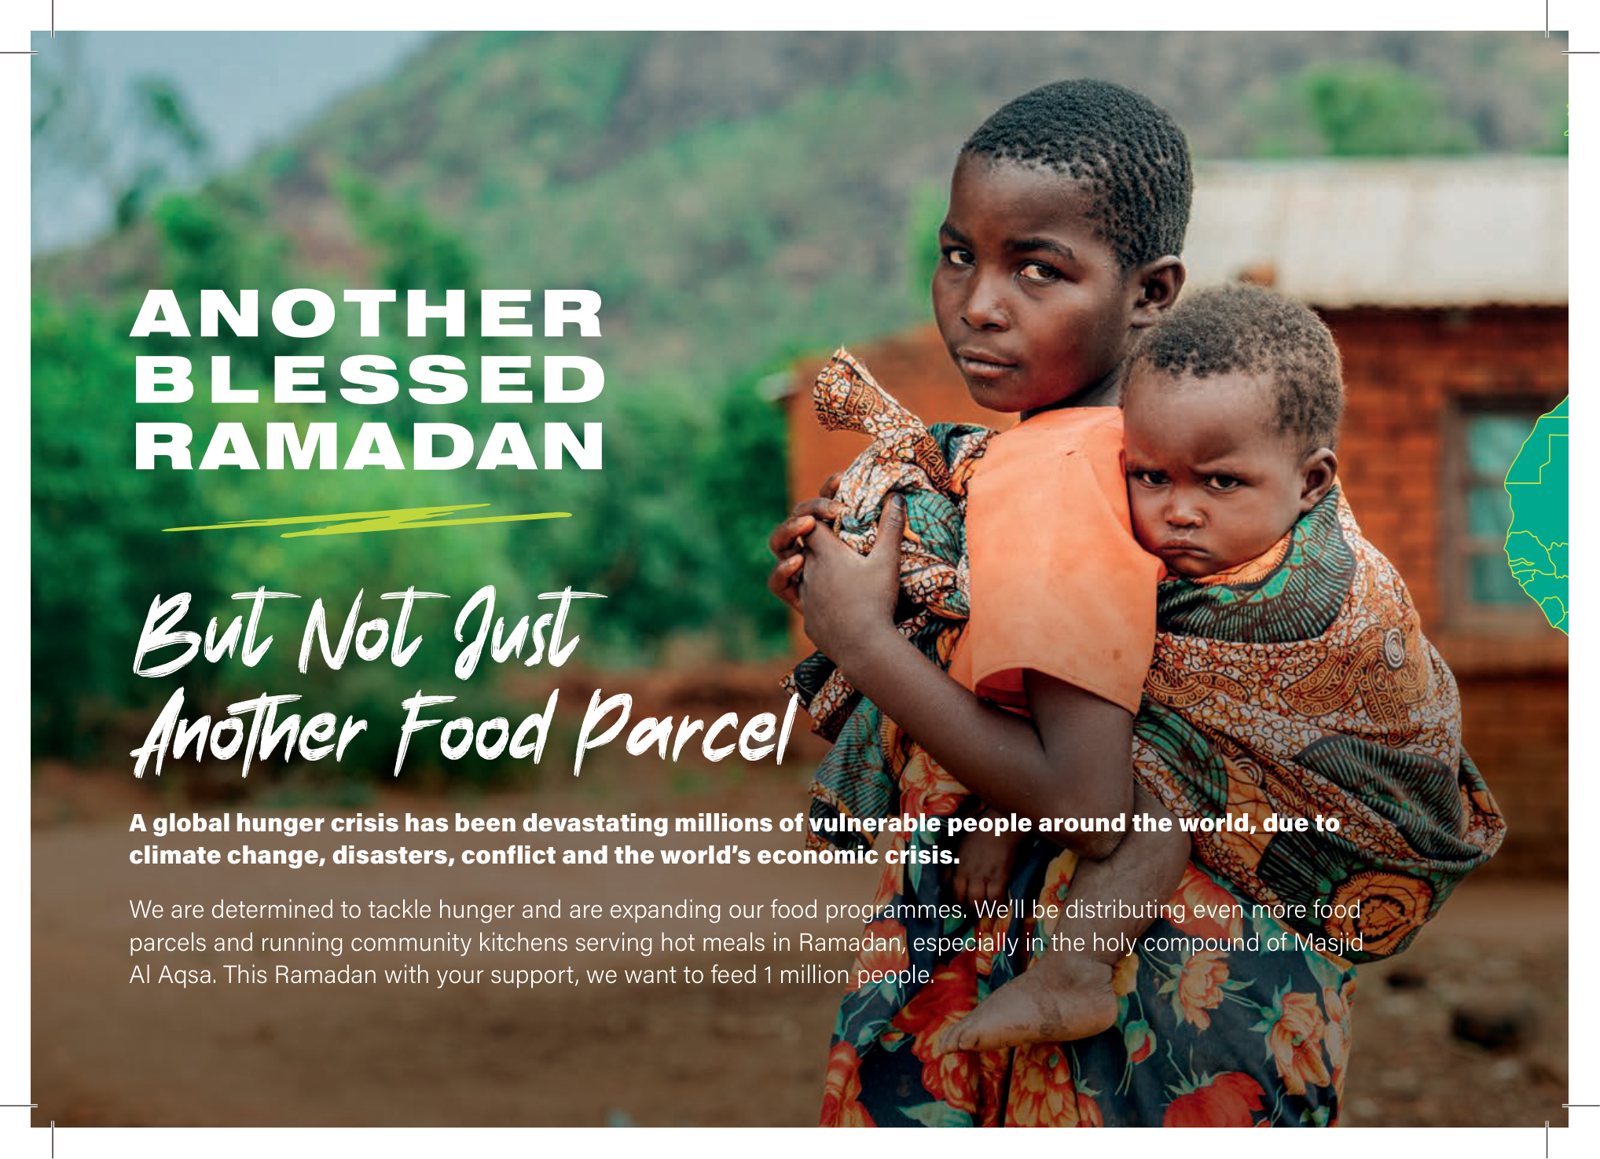 ANOTHER
BLESSED
RAMADAN
But Not Just
Another Food Parcel
A global hunger crisis has been devastating millions of vulnerable people around the world, due to
climate change, disasters, conflict and the world’s economic crisis.
We are determined to tackle hunger and are expanding our food programmes. We’ll be distributing even more food
parcels and running community kitchens serving hot meals in Ramadan, especially in the holy compound of Masjid
Al Aqsa. This Ramadan with your support, we want to feed 1 million people.